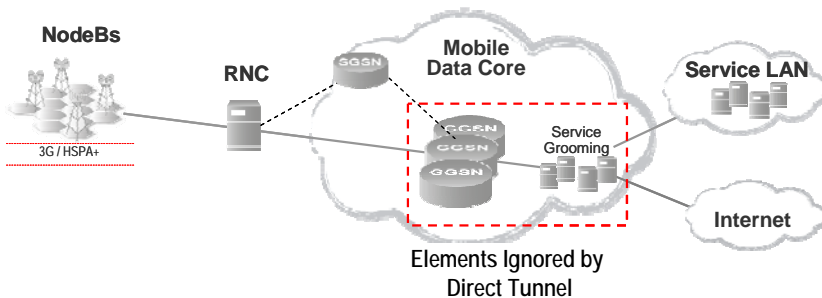 NodeBs
RNC
SGSN
Mobile
Data Core
Service LAN
3G / HSPA+
GGSN
GGSN
GGSN
Service
Grooming
Internet
Elements Ignored by
Direct Tunnel